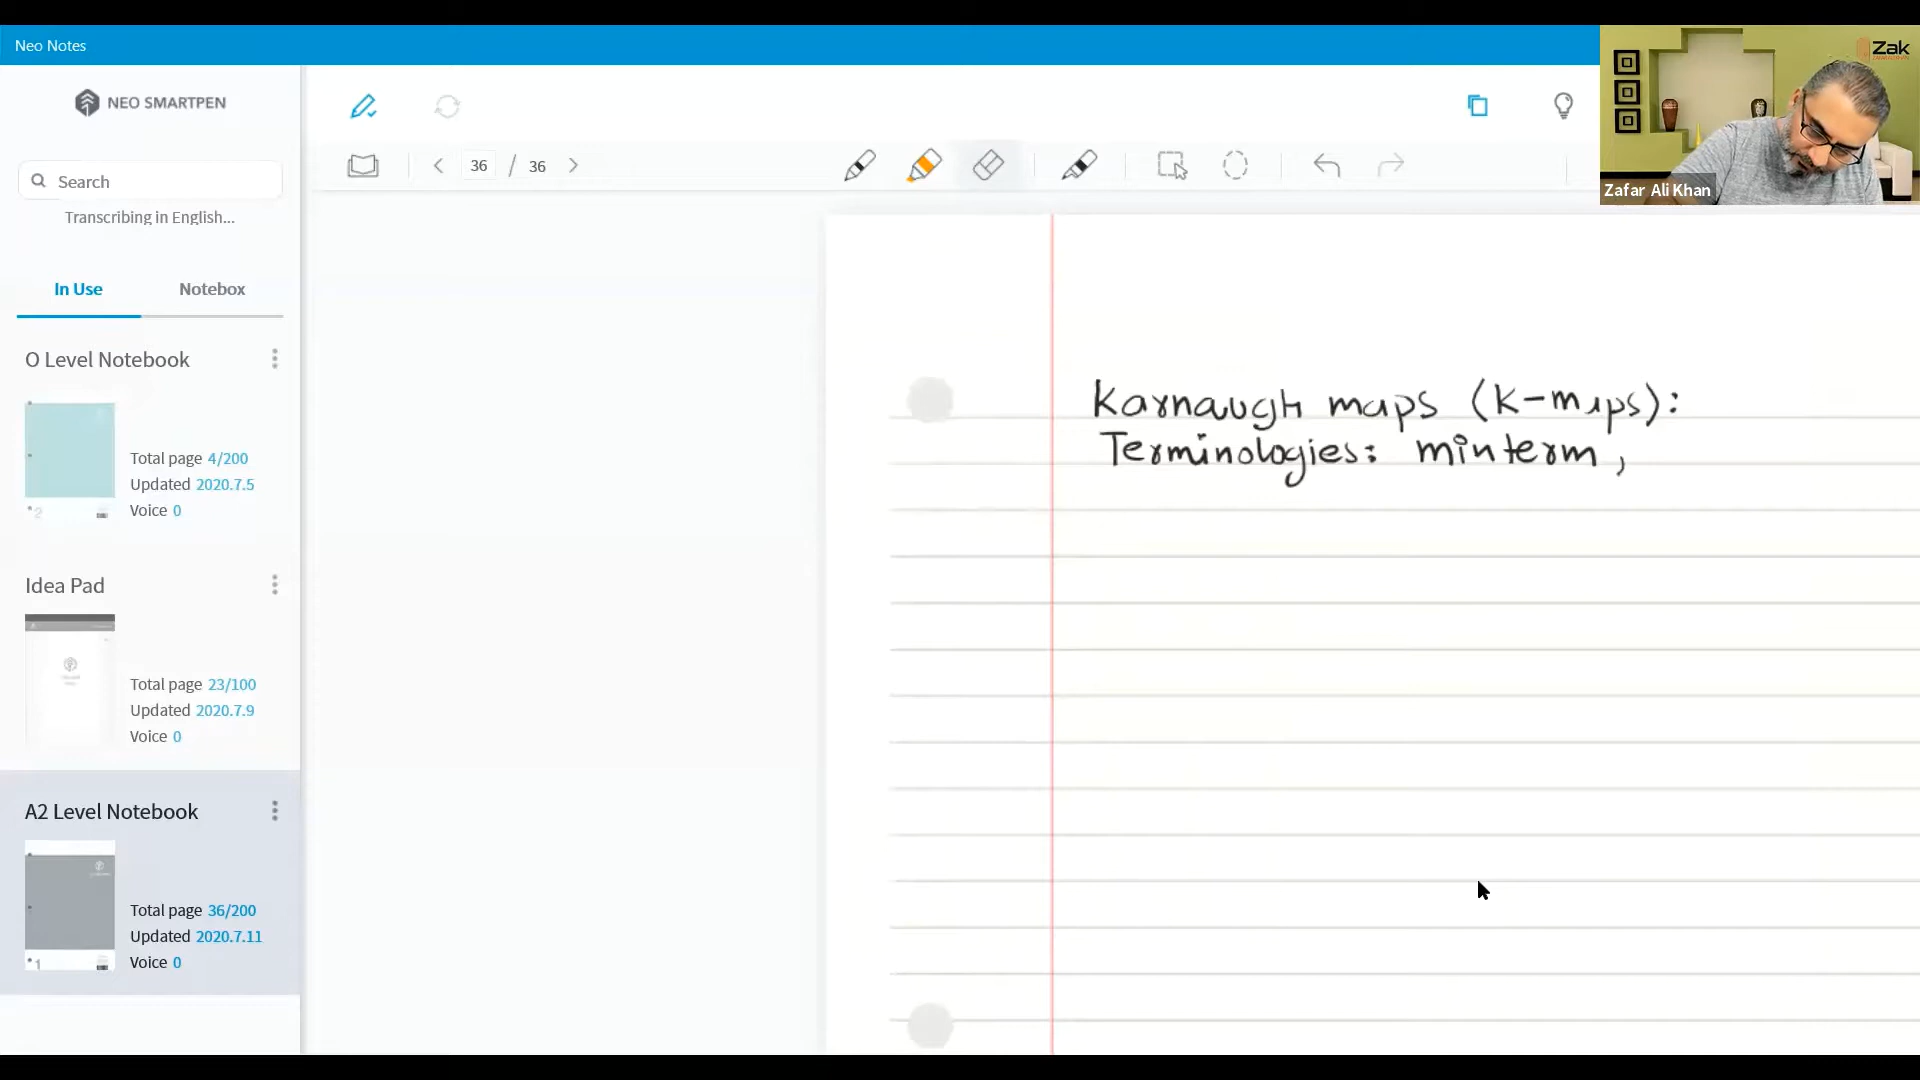 Neo Notes
Zak
NEO SMARTPEN
Search
36 / 36
Zafar Ali Khan
Transcribing in English...
In Use Notebox
O Level Notebook
Total page 4/200
Updated 2020.7.5
Voice 0
Idea Pad
Total page 23/100
Updated 2020.7.9
Voice 0
A2 Level Notebook
Total page 36/200
Updated 2020.7.11
Voice 0
Karnaugh maps (K-maps):
Terminologies: minterm,